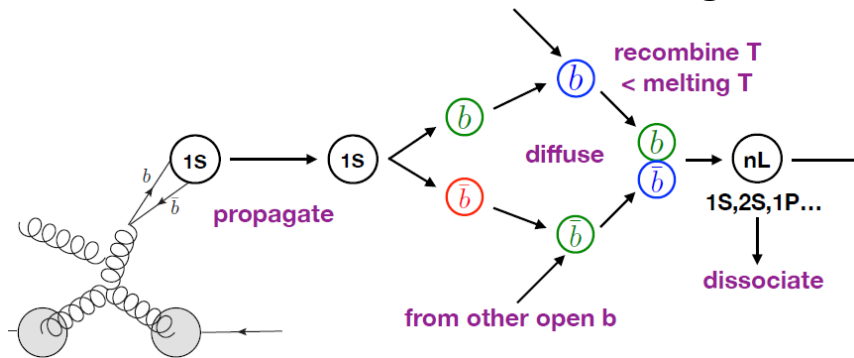 recombine T
< melting T
b
b
b
1S
1S
diffuse
b
b̄
nL
b
b̄
propagate
b̄
b̄
1S,2S,1P...
dissociate
from other open b